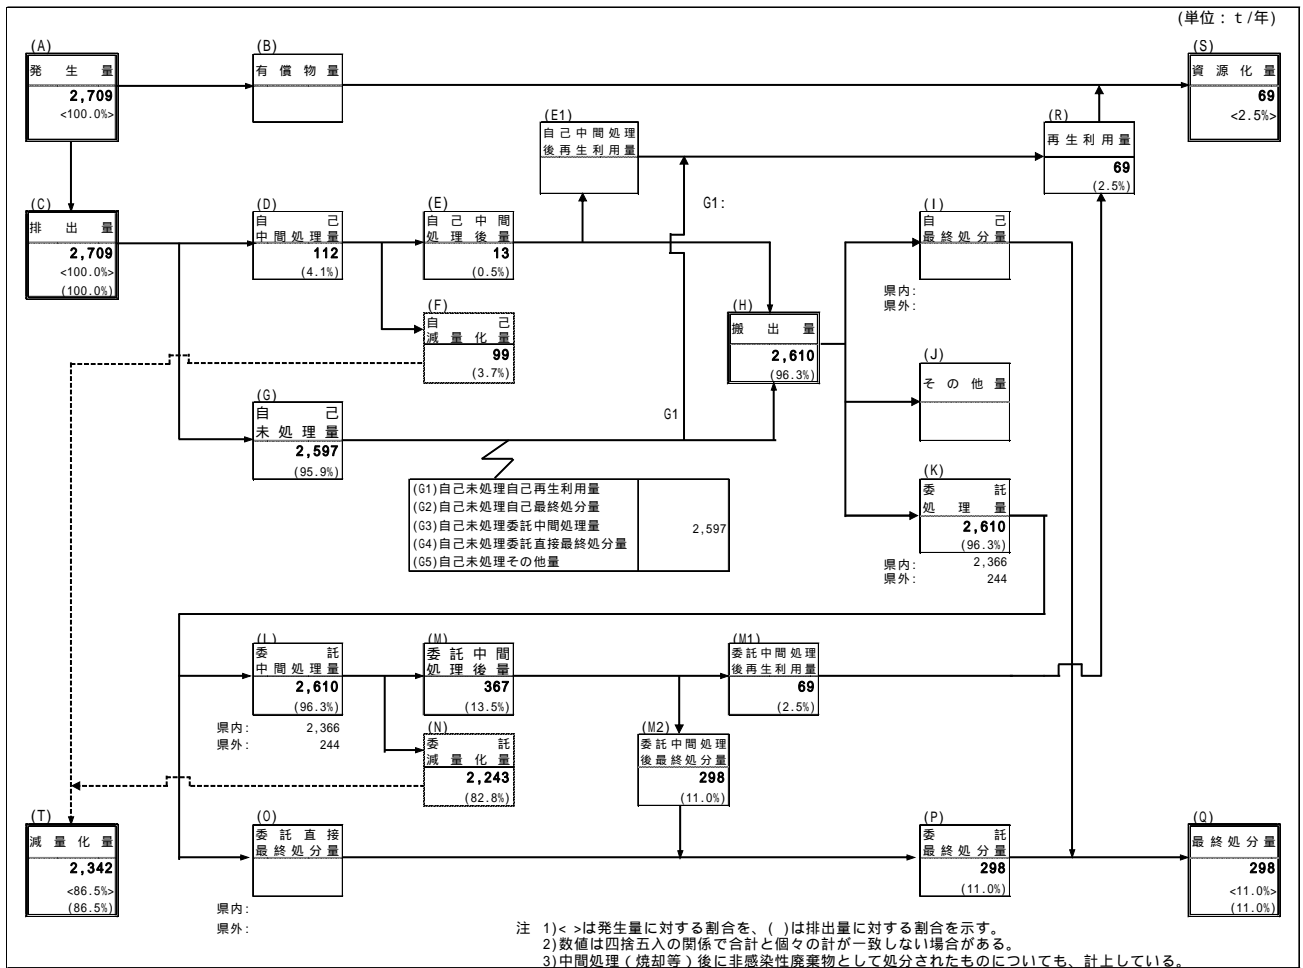 (単位：ｔ/年)
(A)
発生量
2,709
<100.0%>
(B)
有償物量
(S)
資源化量
69
<2.5%>
(E1)
自己中間処理
後再生利用量
(R)
再生利用量
69
(2.5%)
(C)
排出量
2,709
<100.0%>
(100.0%)
(D)
自己
中間処理量
112
(4.1%)
(E)
自己中間
処理後量
13
(0.5%)
G1:
(I)
自己
最終処分量
県内:
県外:
(F)
自己
減量化量
99
(3.7%)
(H)
搬出量
2,610
(96.3%)
(J)
その他量
(G)
自己
未処理量
2,597
(95.9%)
G1
(G1)自己未処理自己再生利用量
(G2)自己未処理自己最終処分量
(G3)自己未処理委託中間処理量
2,597
(G4)自己未処理委託直接最終処分量
(G5)自己未処理その他量
(K)
委託
処理量
2,610
(96.3%)
県内: 2,366
県外: 244
(L)
委託
中間処理量
2,610
(96.3%)
県内: 2,366
県外: 244
(M)
委託中間
処理後量
367
(13.5%)
(M1)
委託中間処理
後再生利用量
69
(2.5%)
(N)
委託
減量化量
2,243
(82.8%)
(M2)
委託中間処理
後最終処分量
298
(11.0%)
(T)
減量化量
2,342
<86.5%>
(86.5%)
(O)
委託直接
最終処分量
県内:
県外:
(P)
委託
最終処分量
298
(11.0%)
(Q)
最終処分量
298
<11.0%>
(11.0%)
注 1)< >は発生量に対する割合を、( )は排出量に対する割合を示す。
2)数値は四捨五入の関係で合計と個々の計が一致しない場合がある。
3)中間処理（焼却等）後に非感染性廃棄物として処分されたものについても、計上している。